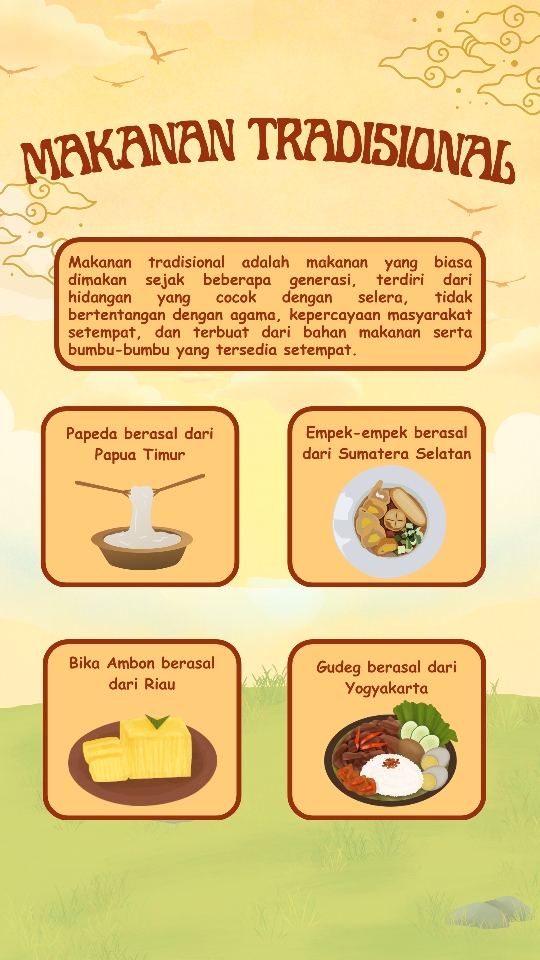 MAKANAN TRADISIONAL
Makanan tradisional adalah makanan yang biasa
dimakan sejak beberapa generasi, terdiri dari
hidangan yang cocok dengan selera, tidak
bertentangan dengan agama, kepercayaan masyarakat
setempat, dan terbuat dari bahan makanan serta
bumbu-bumbu yang tersedia setempat.
Papeda berasal dari
Papua Timur
Empek-empek berasal
dari Sumatera Selatan
Bika Ambon berasal
dari Riau
Gudeg berasal dari
Yogyakarta